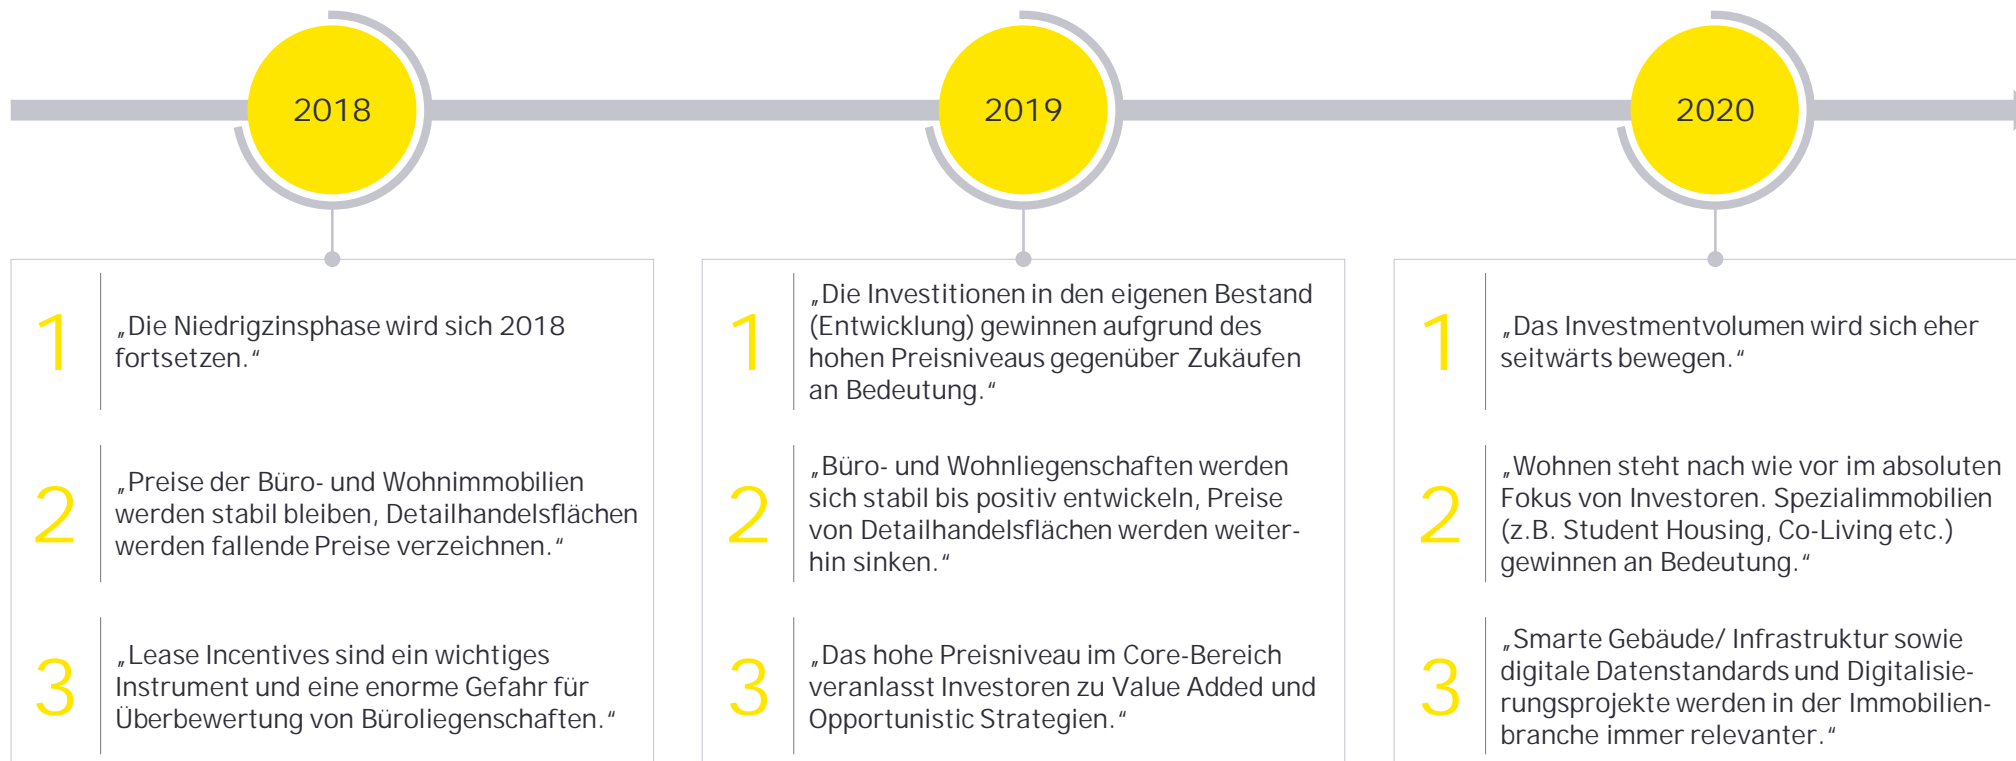 2018
2019
2020
1
„Die Niedrigzinsphase wird sich 2018
fortsetzen.“
2
„Preise der Büro- und Wohnimmobilien
werden stabil bleiben, Detailhandelsflächen
werden fallende Preise verzeichnen.“
3
„Lease Incentives sind ein wichtiges
Instrument und eine enorme Gefahr für
Überbewertung von Büroliegenschaften.“
1
„Die Investitionen in den eigenen Bestand
(Entwicklung) gewinnen aufgrund des
hohen Preisniveaus gegenüber Zukäufen
an Bedeutung.“
2
„Büro- und Wohnliegenschaften werden
sich stabil bis positiv entwickeln, Preise
von Detailhandelsflächen werden weiter-
hin sinken.“
3
„Das hohe Preisniveau im Core-Bereich
veranlasst Investoren zu Value Added und
Opportunistic Strategien.“
1
„Das Investmentvolumen wird sich eher
seitwärts bewegen.“
2
„Wohnen steht nach wie vor im absoluten
Fokus von Investoren. Spezialimmobilien
(z.B. Student Housing, Co-Living etc.)
gewinnen an Bedeutung.“
3
„Smarte Gebäude/ Infrastruktur sowie
digitale Datenstandards und Digitalisie-
rungsprojekte werden in der Immobilien-
branche immer relevanter.“